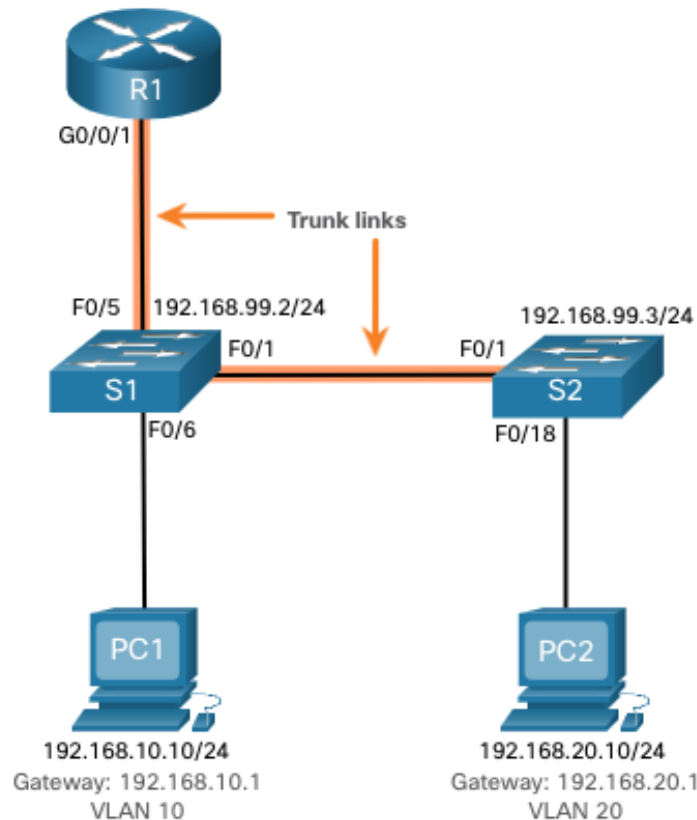 R1
G0/0/1
Trunk links
F0/5 192.168.99.2/24
192.168.99.3/24
F0/1
F0/1
S1
S2
F0/6
F0/18
PC1
PC2
192.168.10.10/24
Gateway: 192.168.10.1
VLAN 10
192.168.20.10/24
Gateway: 192.168.20.1
VLAN 20